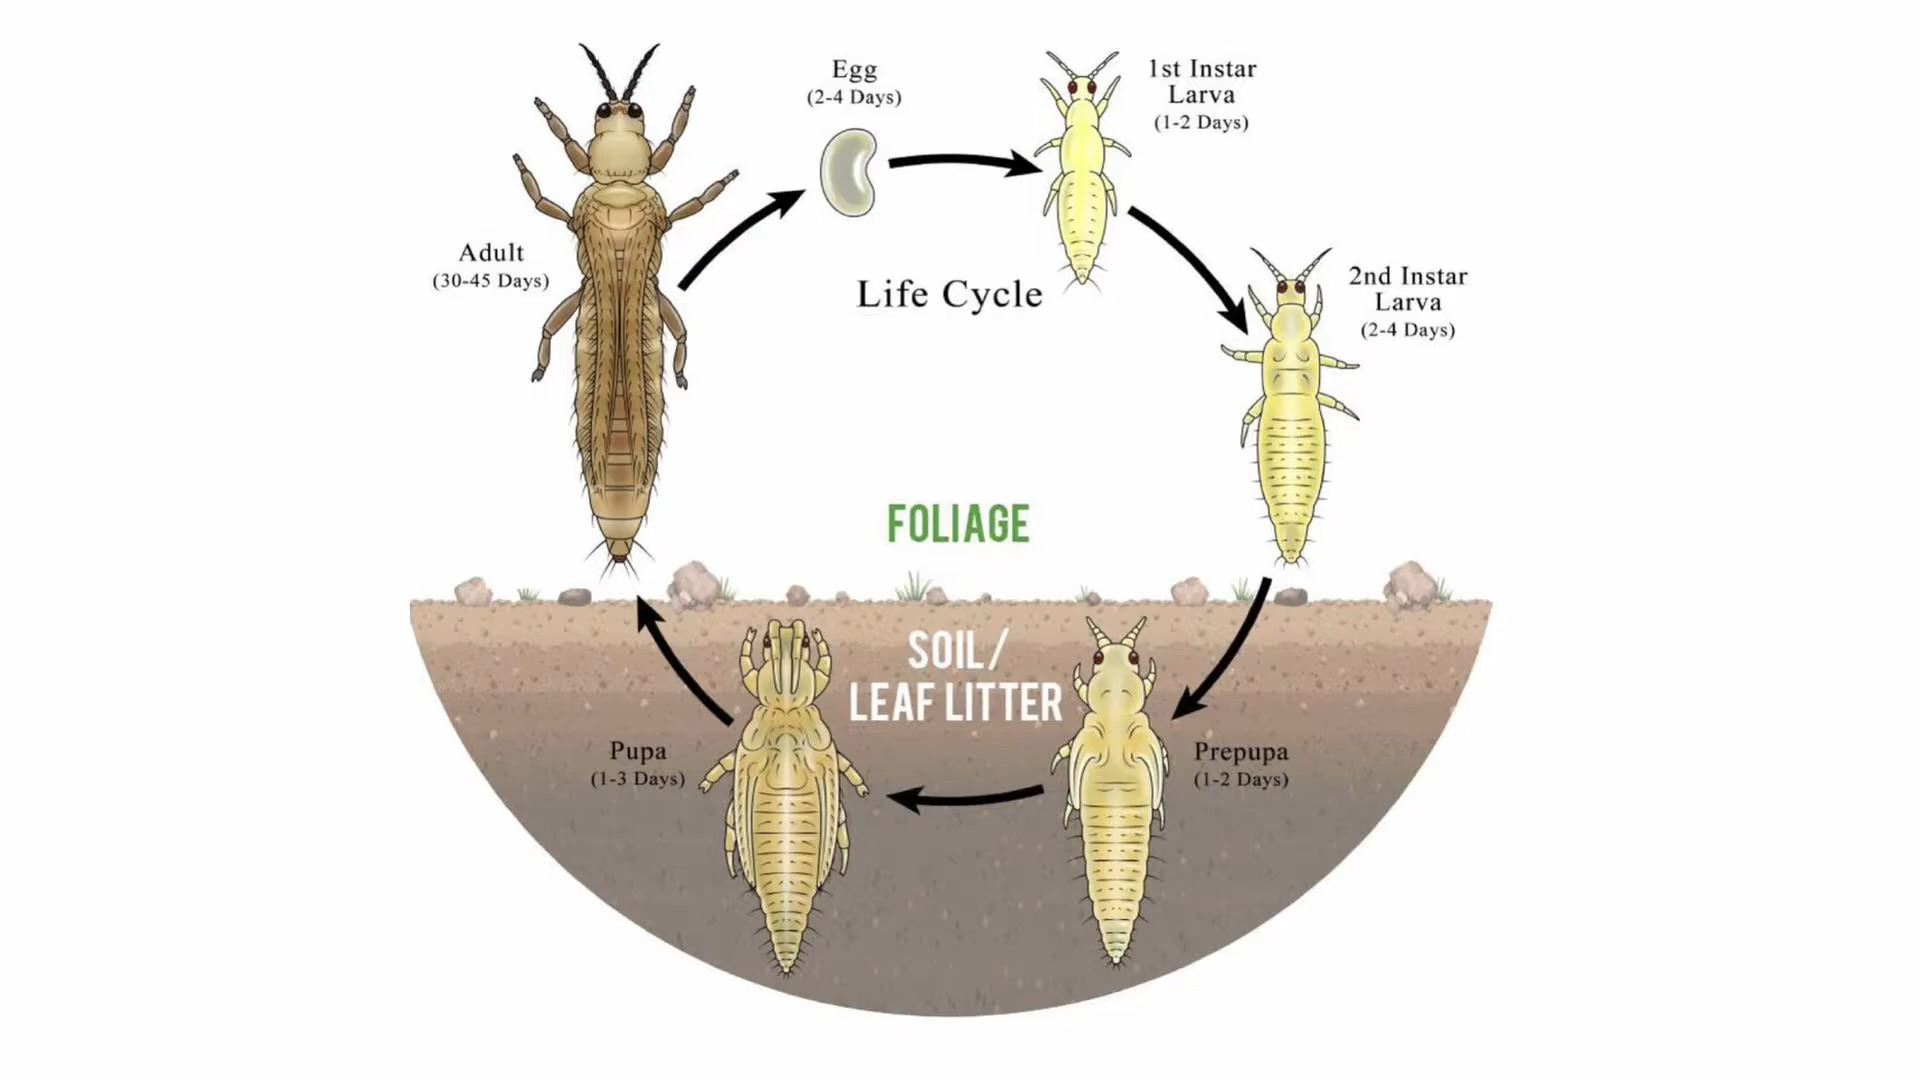 Egg
(2-4 Days)
1st Instar
Larva
(1-2 Days)
Adult
(30-45 Days)
Life Cycle
2nd Instar
Larva
(2-4 Days)
FOLIAGE
SOIL/
LEAF LITTER
Pupa
(1-3 Days)
Prepupa
(1-2 Days)